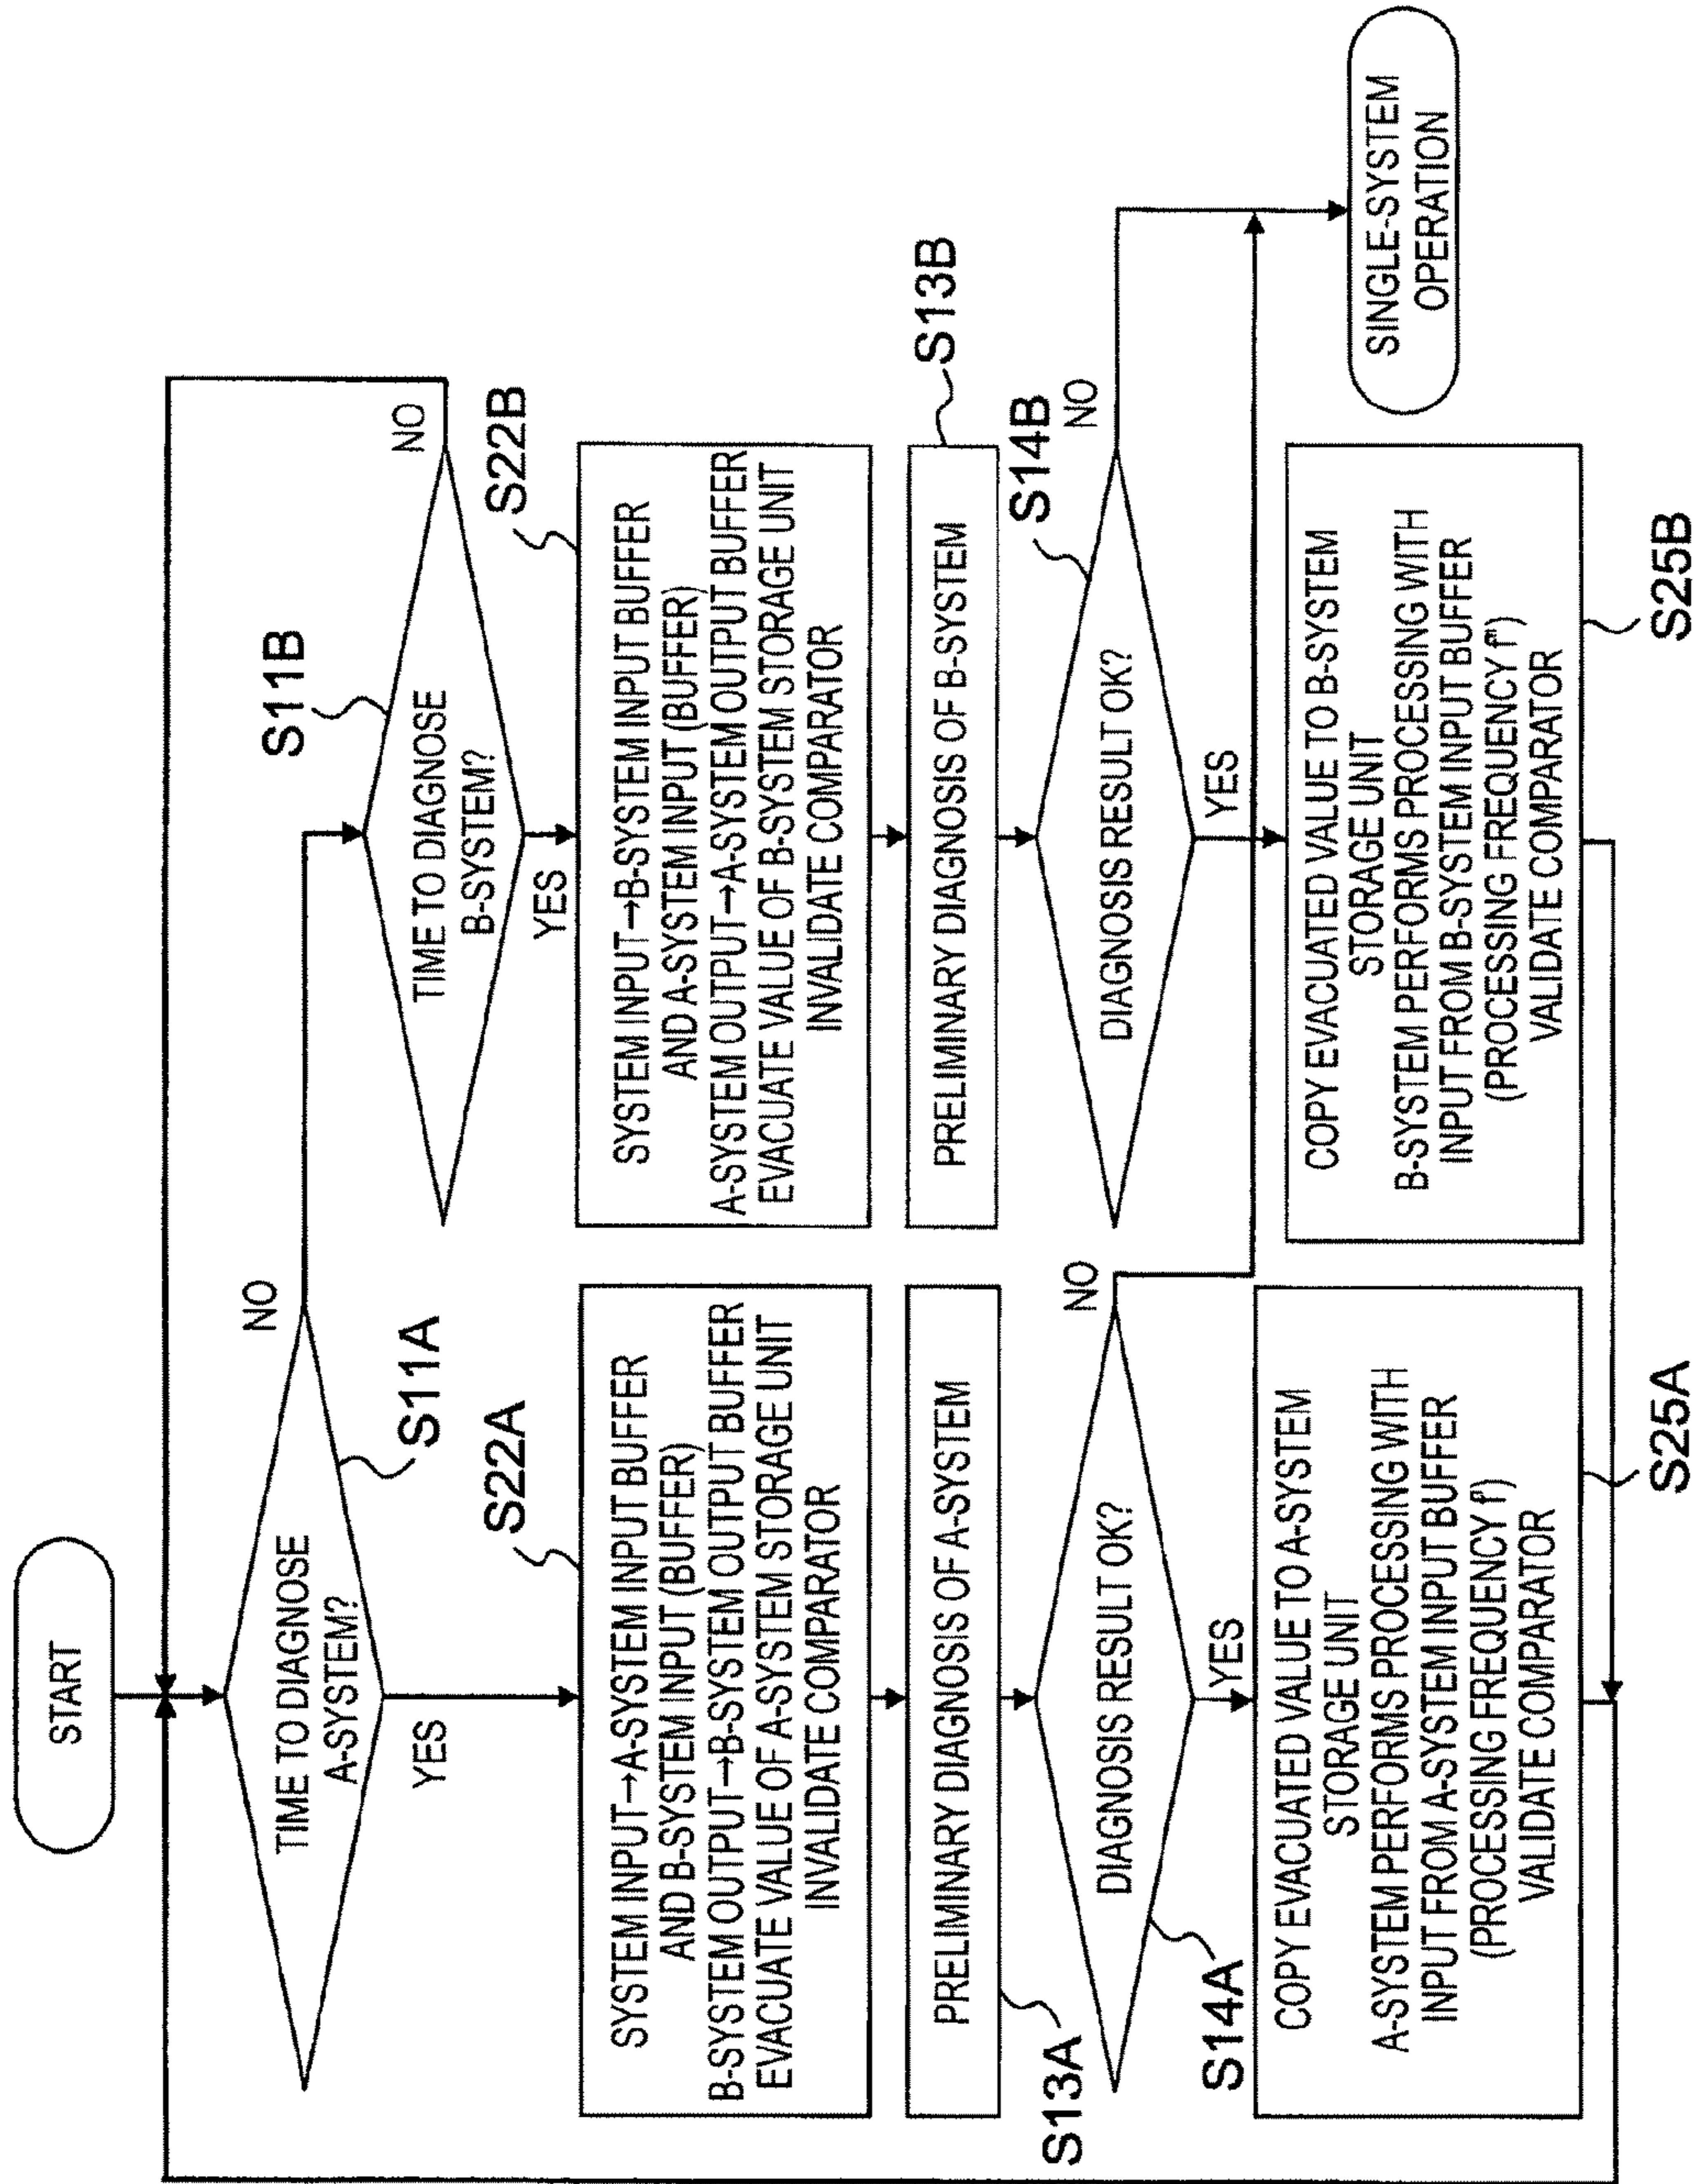 START
TIME TO DIAGNOSE
A-SYSTEM?
NO
YES
S11A
S22A
SYSTEM INPUT→A-SYSTEM INPUT BUFFER
AND B-SYSTEM INPUT (BUFFER)
B-SYSTEM OUTPUT→B-SYSTEM OUTPUT BUFFER
EVACUATE VALUE OF A-SYSTEM STORAGE UNIT
INVALIDATE COMPARATOR
PRELIMINARY DIAGNOSIS OF A-SYSTEM
S13A
DIAGNOSIS RESULT OK?
NO
YES
S14A
COPY EVACUATED VALUE TO A-SYSTEM
STORAGE UNIT
A-SYSTEM PERFORMS PROCESSING WITH
INPUT FROM A-SYSTEM INPUT BUFFER
(PROCESSING FREQUENCY
VALIDATE COMPARATOR
S25A
S11B
TIME TO DIAGNOSE
B-SYSTEM?
NO
YES
S22B
SYSTEM INPUT→B-SYSTEM INPUT BUFFER
AND A-SYSTEM INPUT (BUFFER)
A-SYSTEM OUTPUT→A-SYSTEM OUTPUT BUFFER
EVACUATE VALUE OF B-SYSTEM STORAGE UNIT
INVALIDATE COMPARATOR
S13B
PRELIMINARY DIAGNOSIS OF B-SYSTEM
S14B
DIAGNOSIS RESULT OK?
NO
YES
COPY EVACUATED VALUE TO B-SYSTEM
STORAGE UNIT
B-SYSTEM PERFORMS PROCESSING WITH
INPUT FROM B-SYSTEM INPUT BUFFER
(PROCESSING FREQUENCY
VALIDATE COMPARATOR
S25B
SINGLE-SYSTEM
OPERATION